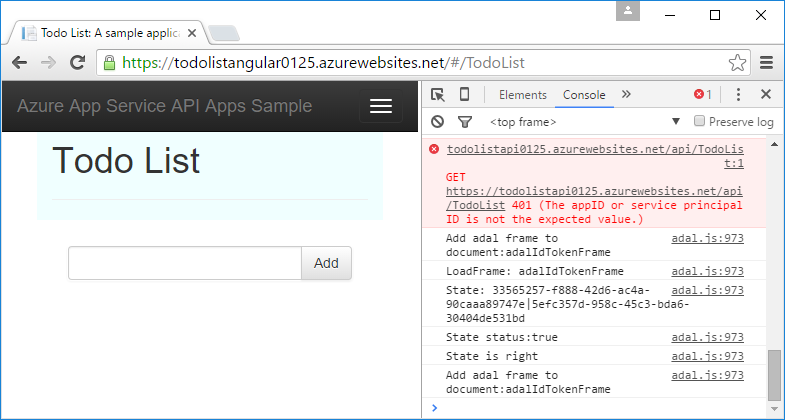 Todo List: A sample applica
https://todolistangular0125.azurewebsites.net/#/TodoList
Azure App Service API Apps Sample
Todo List
Add
Elements
Console
1
<top frame>
Preserve log
todolistapi0125.azurewebsites.net/api/TodoLis
t:1
GET
https://todolistapi0125.azurewebsites.net/api
/TodoList 401 (The appID or service principal
ID is not the expected value.)
Add adal frame to adal.js:973
document:adalIdTokenFrame
LoadFrame: adalIdTokenFrame adal.js:973
State: 33565257-f888-42d6-ac4a- adal.js:973
90caaa89747e|5efc357d-958c-45c3-bda6-
30404de531bd
State status:true adal.js:973
State is right adal.js:973
Add adal frame to adal.js:973
document:adalIdTokenFrame